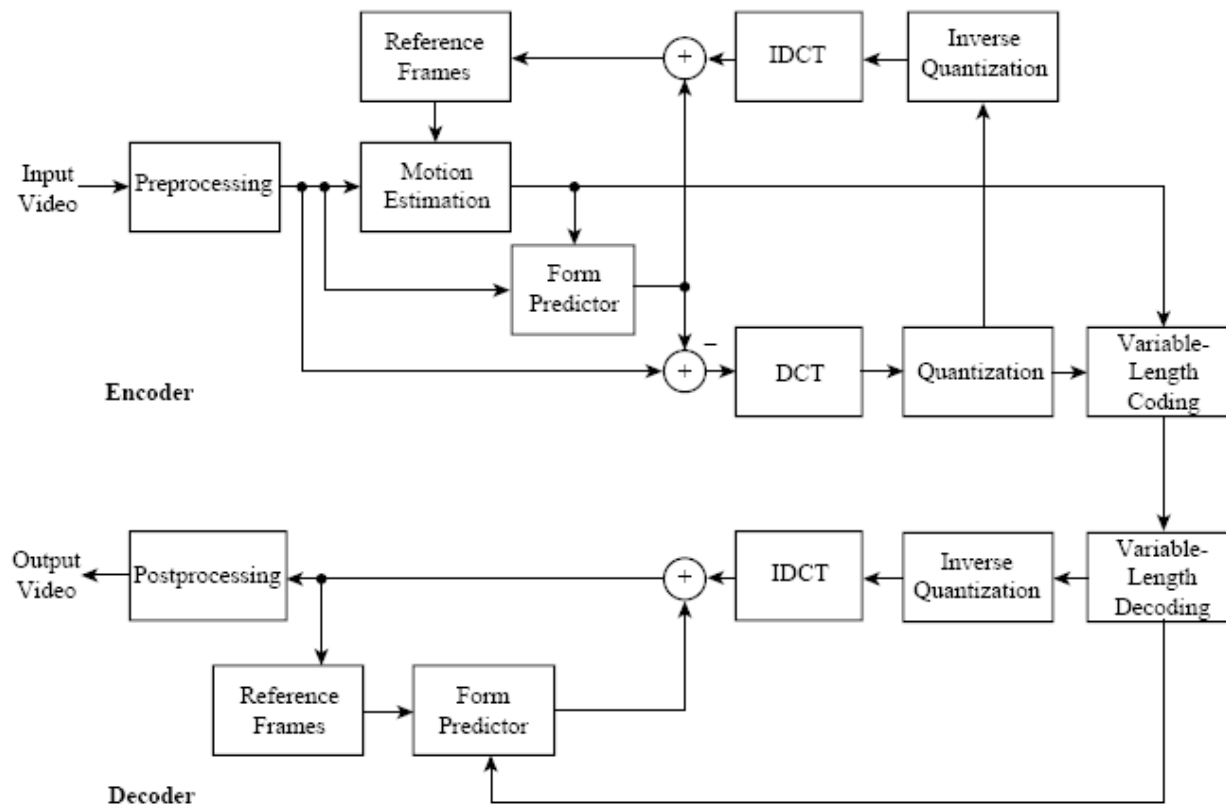 Reference
Frames
+
IDCT
Inverse
Quantization
Input
Video
Preprocessing
Motion
Estimation
Form
Predictor
+
−
DCT
Quantization
Variable-
Length
Coding
Encoder
Output
Video
Postprocessing
+
IDCT
Inverse
Quantization
Variable-
Length
Decoding
Reference
Frames
Form
Predictor
Decoder